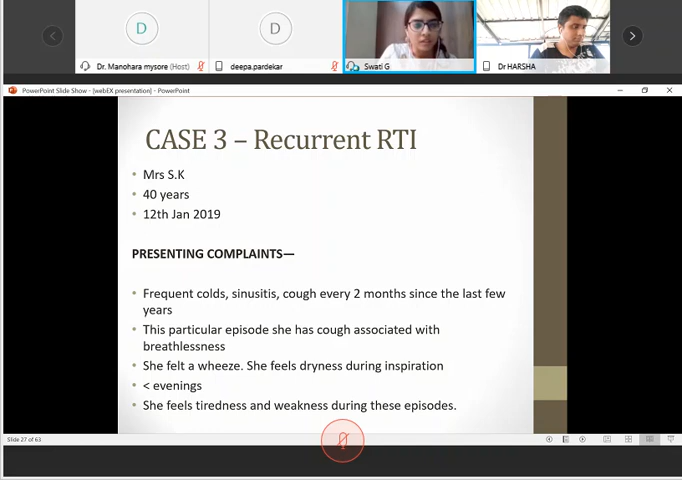 D
D
Dr. Manohara mysore (Host)
deepa.pardekar
Swati G
Dr HARSHA
PowerPoint Slide Show - [webEX presentation] - PowerPoint
CASE 3 – Recurrent RTI
• Mrs S.K
• 40 years
• 12th Jan 2019
PRESENTING COMPLAINTS—
• Frequent colds, sinusitis, cough every 2 months since the last few
years
• This particular episode she has cough associated with
breathlessness
• She felt a wheeze. She feels dryness during inspiration
• < evenings
• She feels tiredness and weakness during these episodes.
Slide 27 of 63